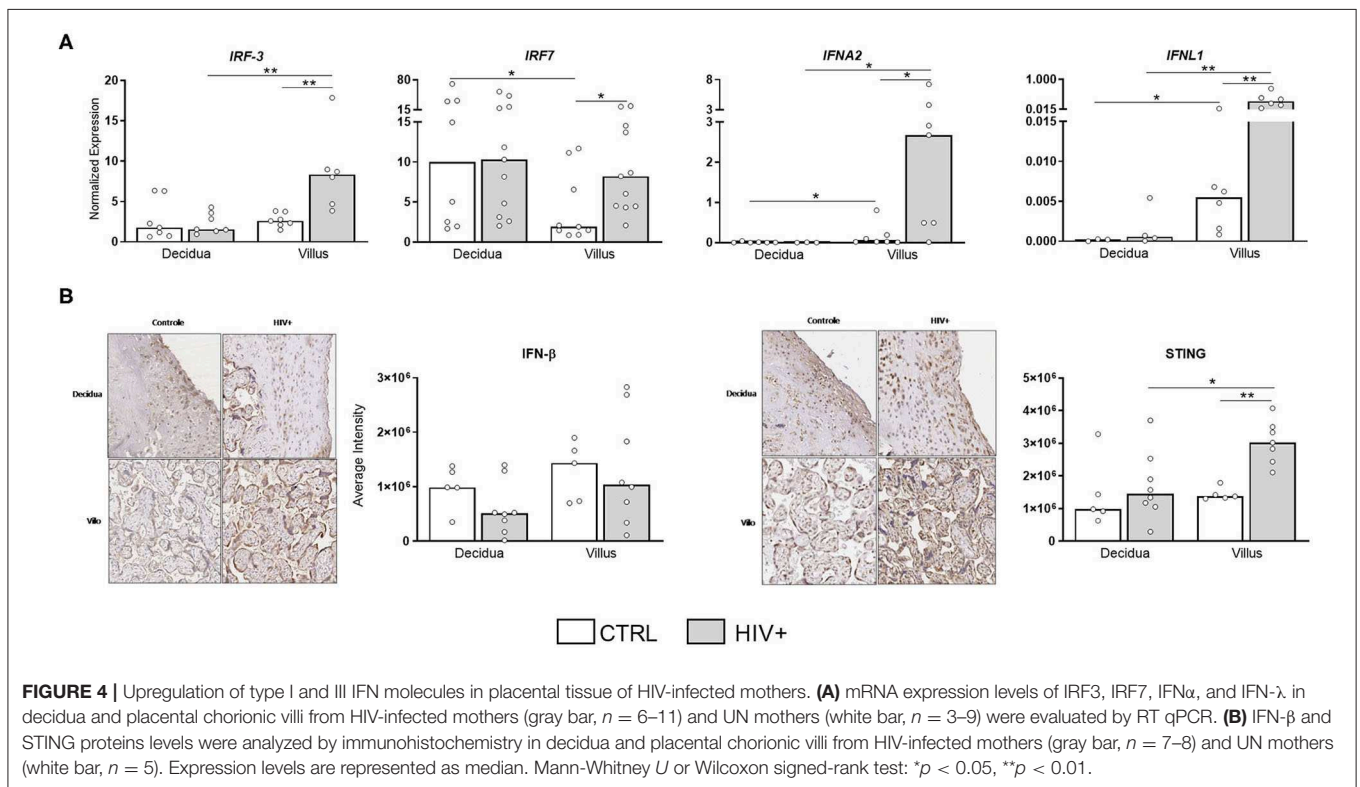 A
IRF-3
IRF7
IFNA2
IFNL1
Normalized Expression
20
15
10
5
0
**
**
Decidua
Villus
80
15
15
10
5
0
*
*
Decidua
Villus
8
3
3
2
1
0
*
*
*
Decidua
Villus
1.000
0.015
0.015
0.010
0.005
0.000
**
**
*
Decidua
Villus
B
Controle
HIV+
Decidua
Vilo
IFN-β
Average Intensity
3×10⁶
2×10⁶
1×10⁶
0
Decidua
Villus
Controle
HIV+
Decidua
Vilo
STING
5×10⁶
4×10⁶
3×10⁶
2×10⁶
1×10⁶
0
*
**
Decidua
Villus
CTRL
HIV+
FIGURE 4 | Upregulation of type I and III IFN molecules in placental tissue of HIV-infected mothers. (A) mRNA expression levels of IRF3, IRF7, IFNα, and IFN-λ in
decidua and placental chorionic villi from HIV-infected mothers (gray bar, n = 6–11) and UN mothers (white bar, n = 3–9) were evaluated by RT qPCR. (B) IFN-β and
STING proteins levels were analyzed by immunohistochemistry in decidua and placental chorionic villi from HIV-infected mothers (gray bar, n = 7–8) and UN mothers
(white bar, n = 5). Expression levels are represented as median. Mann-Whitney U or Wilcoxon signed-rank test: *p < 0.05, **p < 0.01.